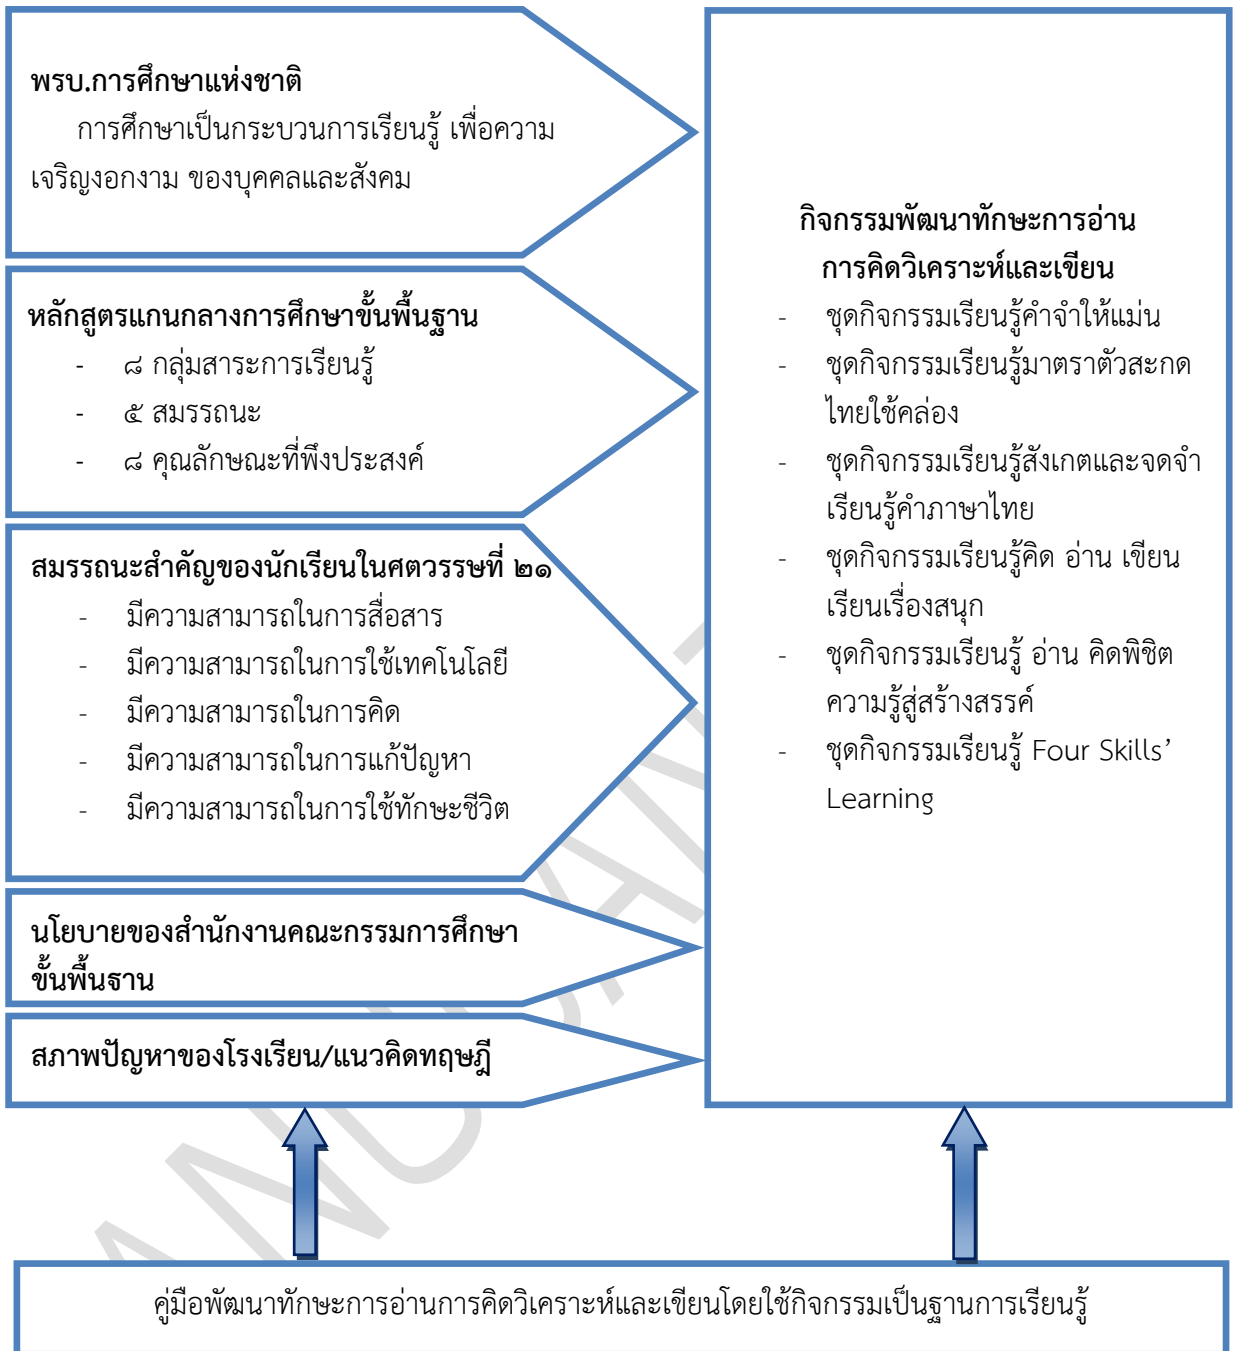 พรบ.การศึกษาแห่งชาติ
การศึกษาเป็นกระบวนการเรียนรู้ เพื่อความ
เจริญงอกงาม ของบุคคลและสังคม
หลักสูตรแกนกลางการศึกษาขั้นพื้นฐาน
- ๘ กลุ่มสาระการเรียนรู้
- ๕ สมรรถนะ
- ๘ คุณลักษณะที่พึงประสงค์
สมรรถนะสำคัญของนักเรียนในศตวรรษที่ ๒๑
- มีความสามารถในการสื่อสาร
- มีความสามารถในการใช้เทคโนโลยี
- มีความสามารถในการคิด
- มีความสามารถในการแก้ปัญหา
- มีความสามารถในการใช้ทักษะชีวิต
นโยบายของสำนักงานคณะกรรมการศึกษา
ขั้นพื้นธาน
สภาพปัญหาของโรงเรียน/แนวคิดทฤษฎี
กิจกรรมพัฒนาทักษะการอ่าน
การคิดวิเคราะห์และเขียน
- ชุดกิจกรรมเรียนรู้คำจำให้แม่น
- ชุดกิจกรรมเรียนรู้มาตราตัวสะกด
ไทยใช้คล่อง
- ชุดกิจกรรมเรียนรู้สังเกตและจดจำ
เรียนรู้คำภาษาไทย
- ชุดกิจกรรมเรียนรู้คิด อ่าน เขียน
เรียนเรื่องสนุก
- ชุดกิจกรรมเรียนรู้ อ่าน คิดพิชิต
ความรู้สู่สร้างสรรค์
- ชุดกิจกรรมเรียนรู้ Four Skills’
Learning
คู่มือพัฒนาทักษะการอ่านการคิดวิเคราะห์และเขียนโดยใช้กิจกรรมเป็นฐานการเรียนรู้